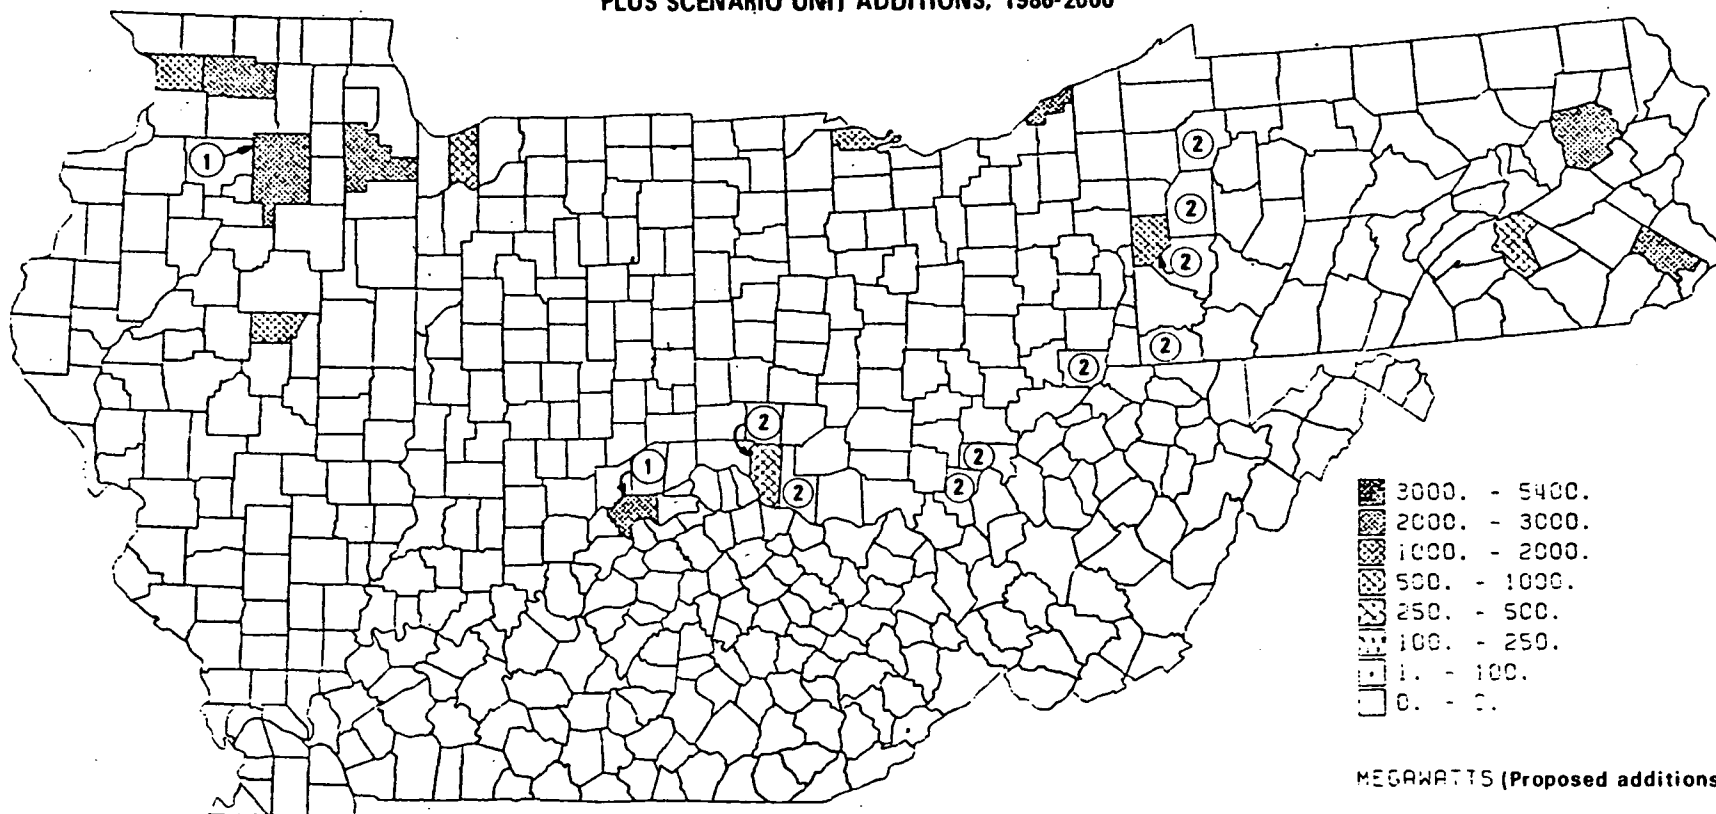 PLUS SCENARIO UNIT ADDITIONS, 1986-2000
1
2
2
2
2
2
2
1
2
2
2
3000. - 5400.
2000. - 3000.
1000. - 2000.
500. - 1000.
250. - 500.
100. - 250.
1. - 100.
0. - 0.
MEGAWATTS (Proposed additions